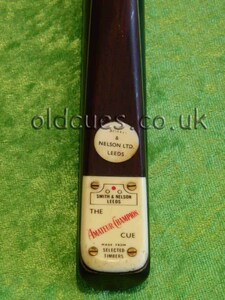 &
NELSON LTD.
LEEDS
oldcues.co.uk
SMITH & NELSON
LEEDS
THE
AMATEUR CHAMPION
CUE
MADE FROM
SELECTED
TIMBERS